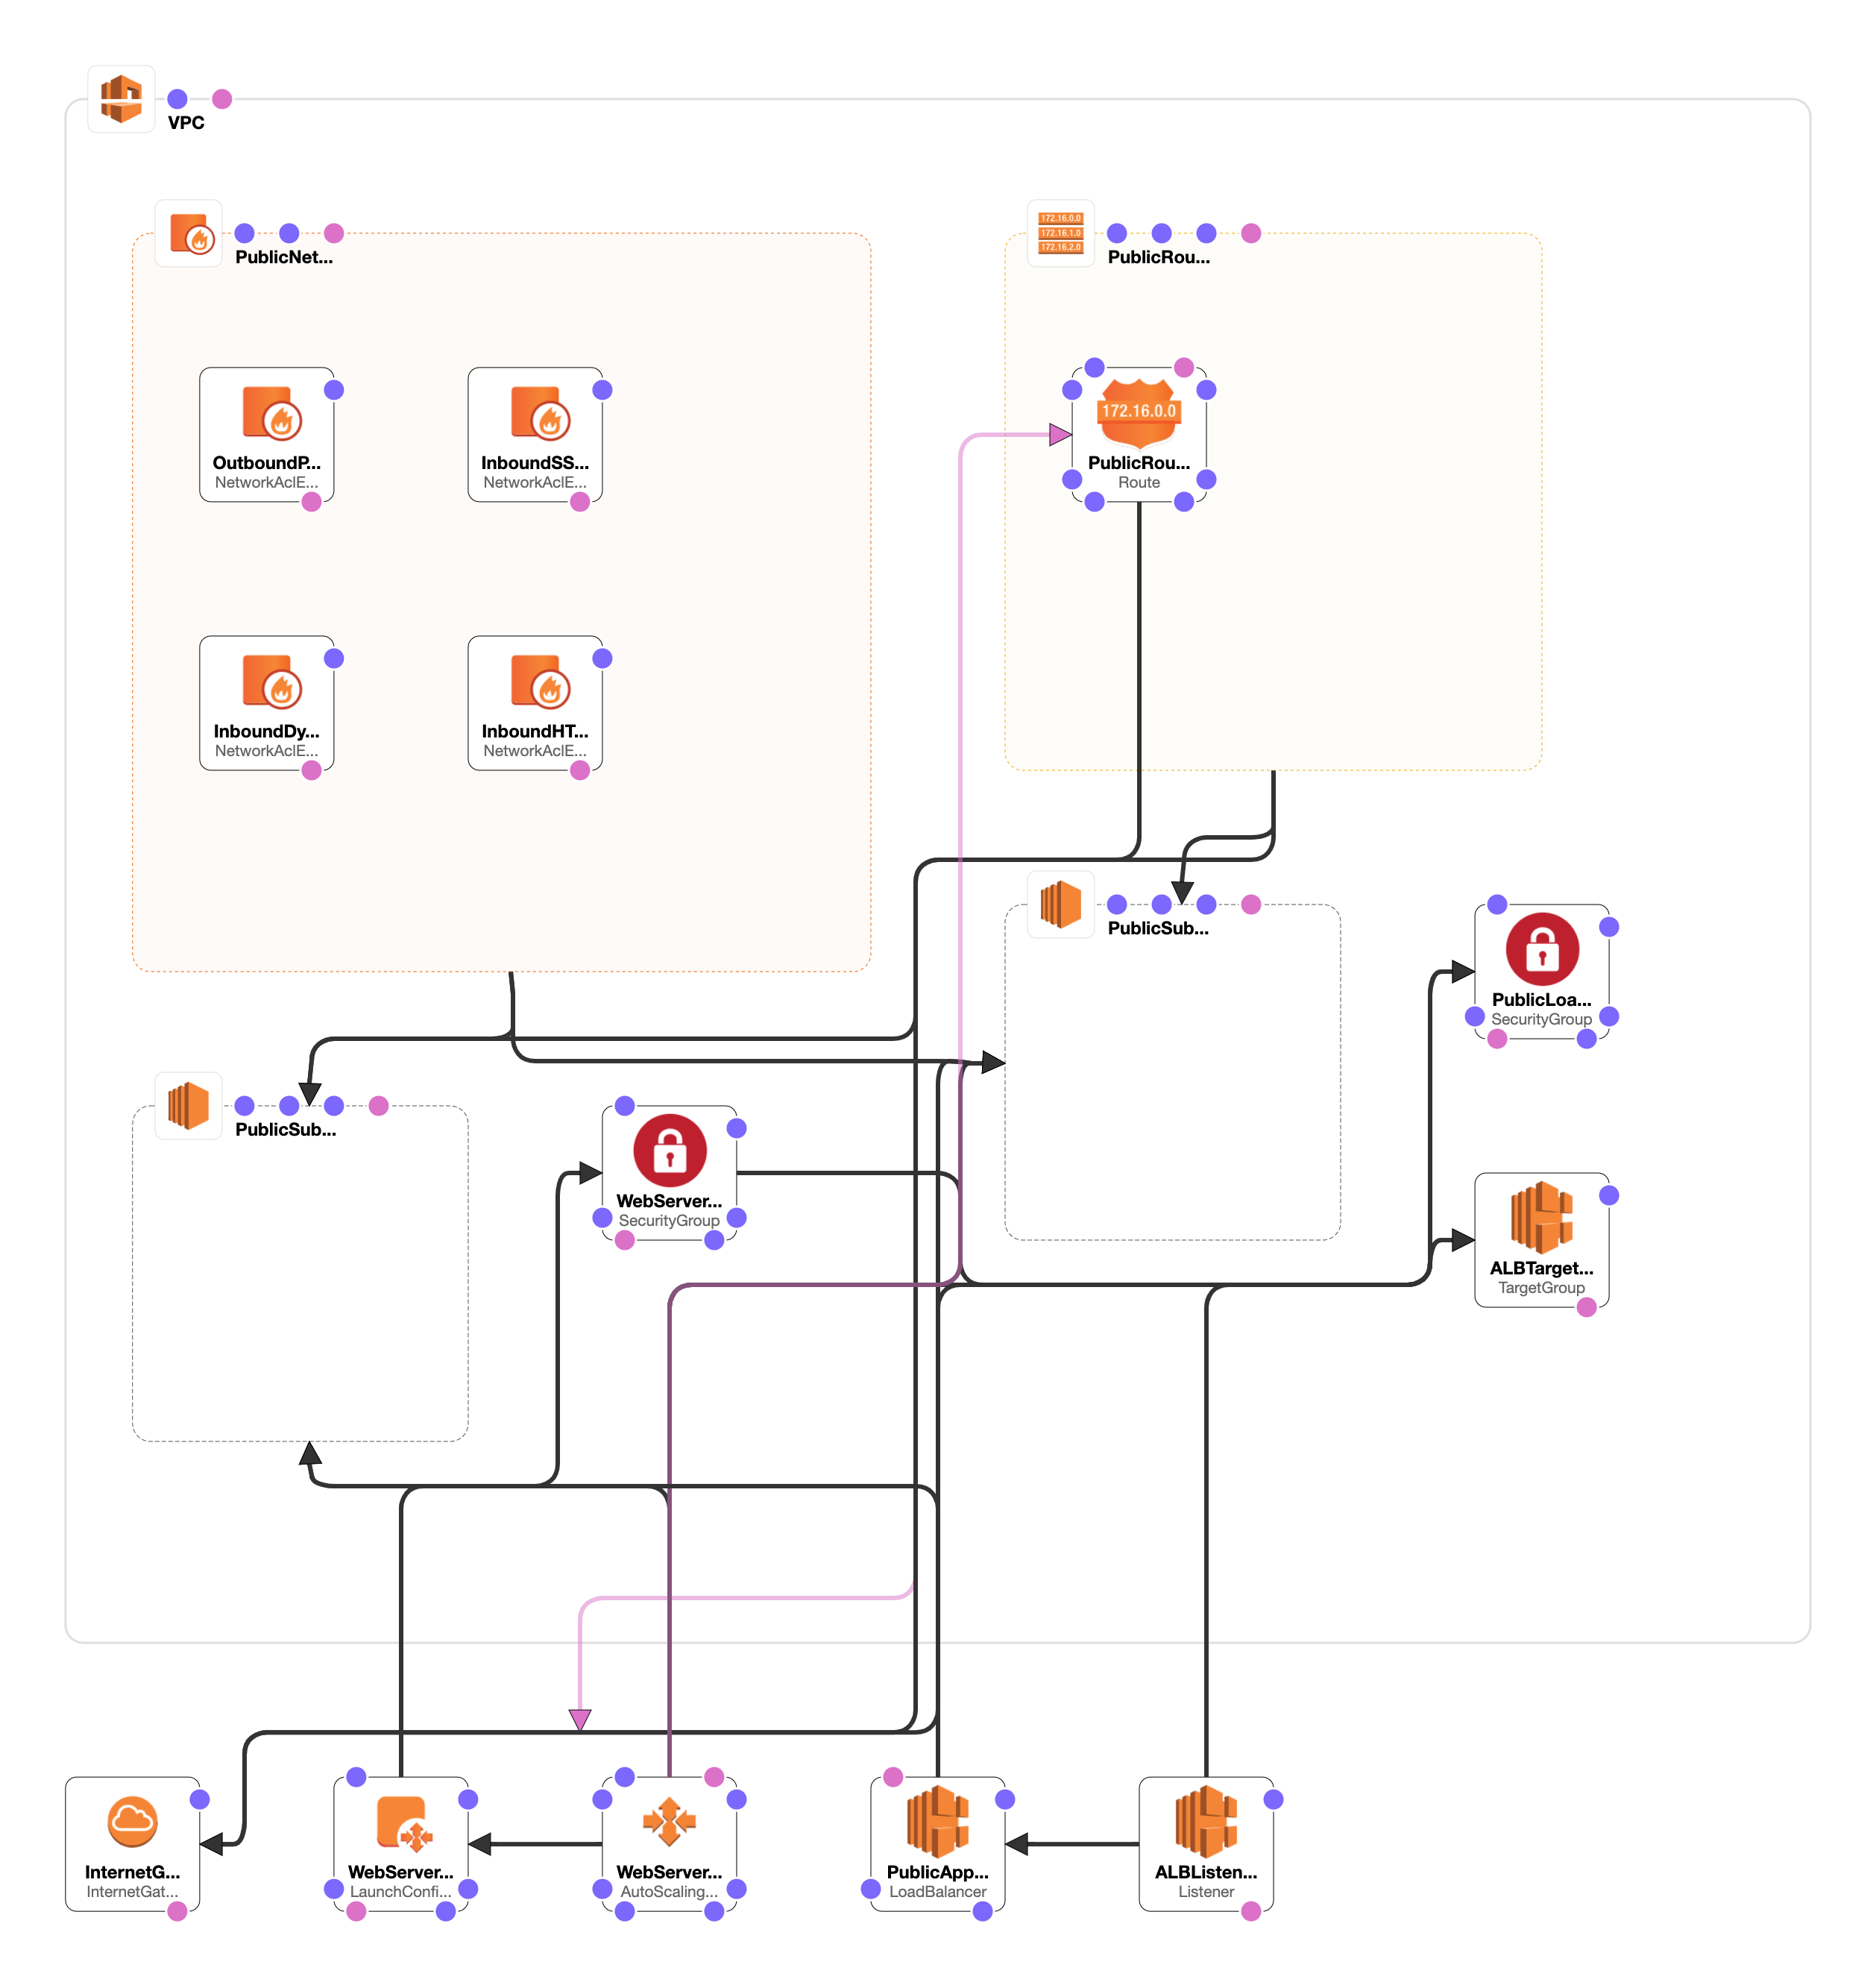 VPC
PublicNet...
172.16.0.0
172.16.1.0
172.16.2.0
PublicRou...
OutboundP...
NetworkAclE...
InboundSS...
NetworkAclE...
172.16.0.0
PublicRou...
Route
InboundDy...
NetworkAclE...
InboundHT...
NetworkAclE...
PublicSub...
PublicLoa...
SecurityGroup
PublicSub...
WebServer...
SecurityGroup
ALBTarget...
TargetGroup
InternetG...
InternetGat...
WebServer...
LaunchConfi...
WebServer...
AutoScaling...
PublicApp...
LoadBalancer
ALBListen...
Listener